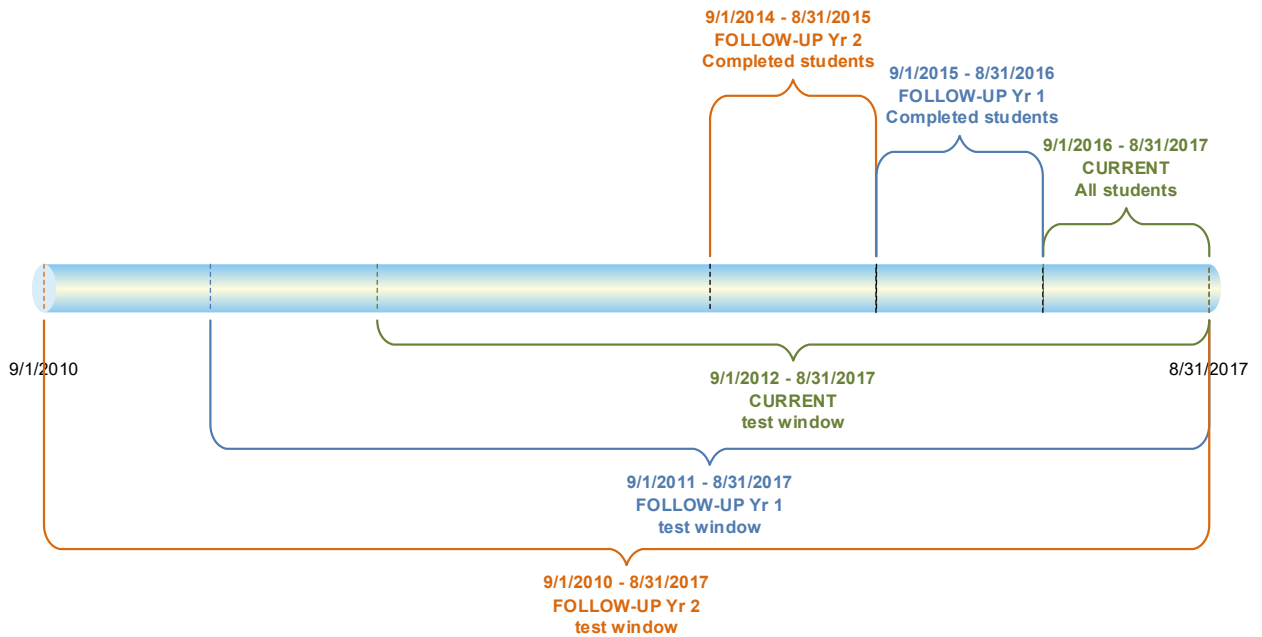 9/1/2014 - 8/31/2015
FOLLOW-UP Yr 2
Completed students
9/1/2015 - 8/31/2016
FOLLOW-UP Yr 1
Completed students
9/1/2016 - 8/31/2017
CURRENT
All students
9/1/2010
8/31/2017
9/1/2012 - 8/31/2017
CURRENT
test window
9/1/2011 - 8/31/2017
FOLLOW-UP Yr 1
test window
9/1/2010 - 8/31/2017
FOLLOW-UP Yr 2
test window